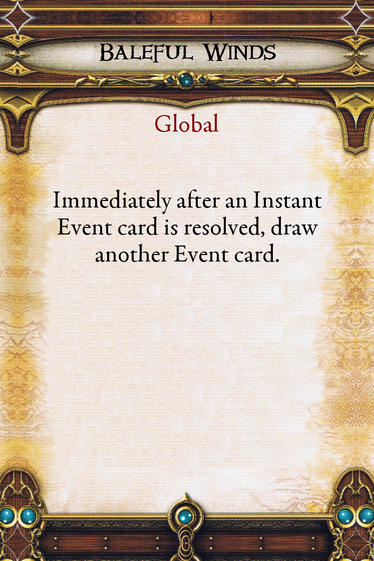 Baleful Winds
Global
Immediately after an Instant
Event card is resolved, draw
another Event card.